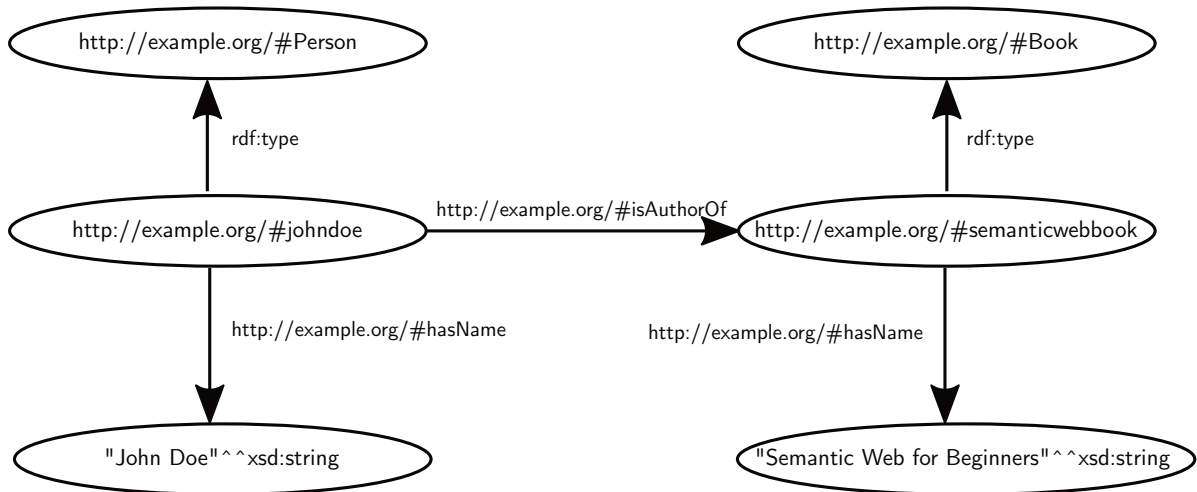 http://example.org/#Person
http://example.org/#Book
rdf:type
rdf:type
http://example.org/#johndoe
http://example.org/#isAuthorOf
http://example.org/#semanticwebbook
http://example.org/#hasName
http://example.org/#hasName
"John Doe"^^xsd:string
"Semantic Web for Beginners"^^xsd:string